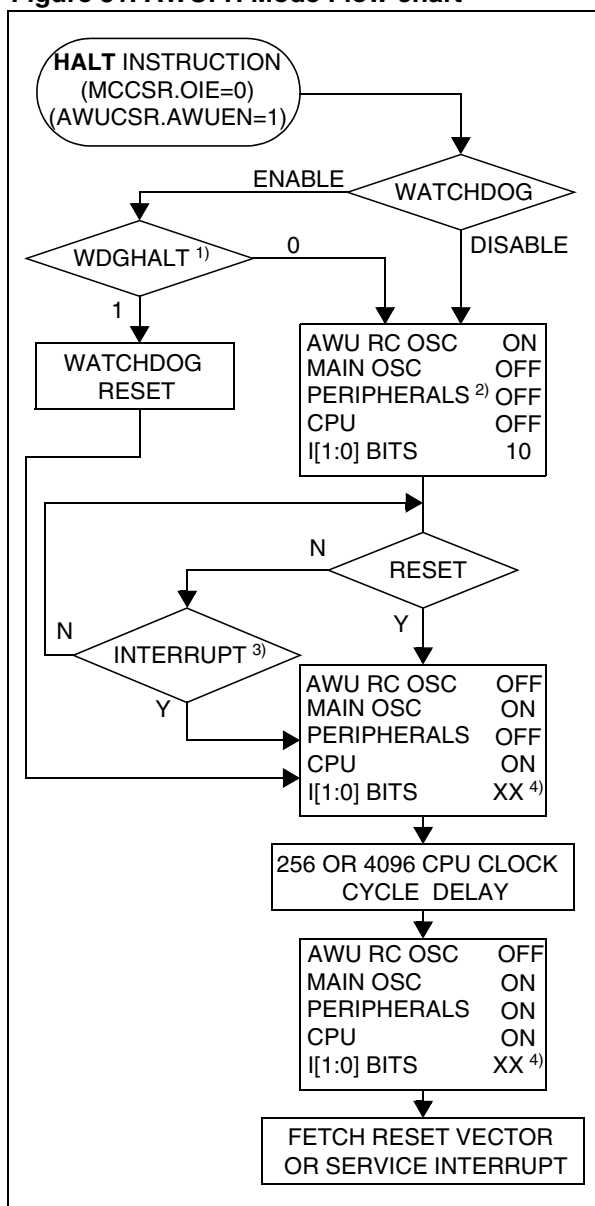 Figure 31. AWUFH Mode Flow-chart
HALT INSTRUCTION
(MCCSR.OIE=0)
(AWUCSR.AWUEN=1)
ENABLE
WATCHDOG
WDGHALT 1)
0
DISABLE
1
WATCHDOG
RESET
AWU RC OSC ON
MAIN OSC OFF
PERIPHERALS 2) OFF
CPU OFF
I[1:0] BITS 10
N
RESET
N
Y
INTERRUPT 3)
Y
AWU RC OSC OFF
MAIN OSC ON
PERIPHERALS OFF
CPU ON
I[1:0] BITS XX 4)
256 OR 4096 CPU CLOCK
CYCLE DELAY
AWU RC OSC OFF
MAIN OSC ON
PERIPHERALS ON
CPU ON
I[1:0] BITS XX 4)
FETCH RESET VECTOR
OR SERVICE INTERRUPT